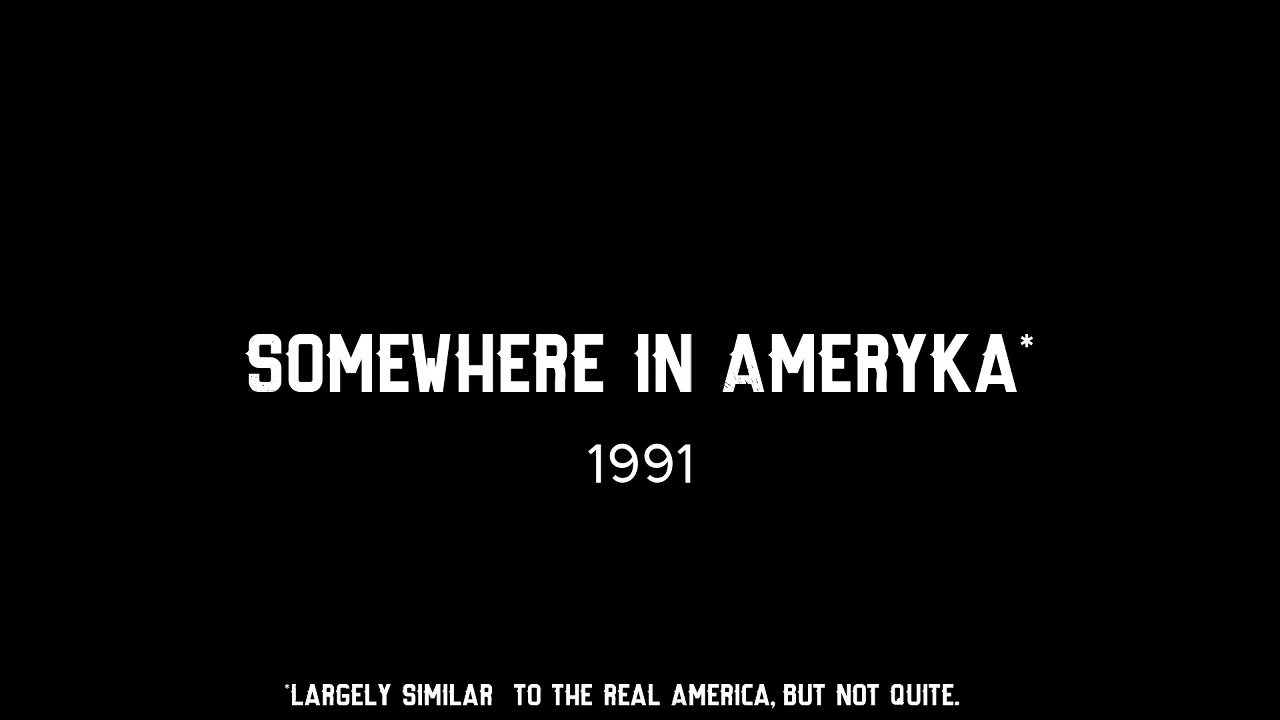 SOMEWHERE IN AMERYKA*
1991
*LARGELY SIMILAR TO THE REAL AMERICA, BUT NOT QUITE.